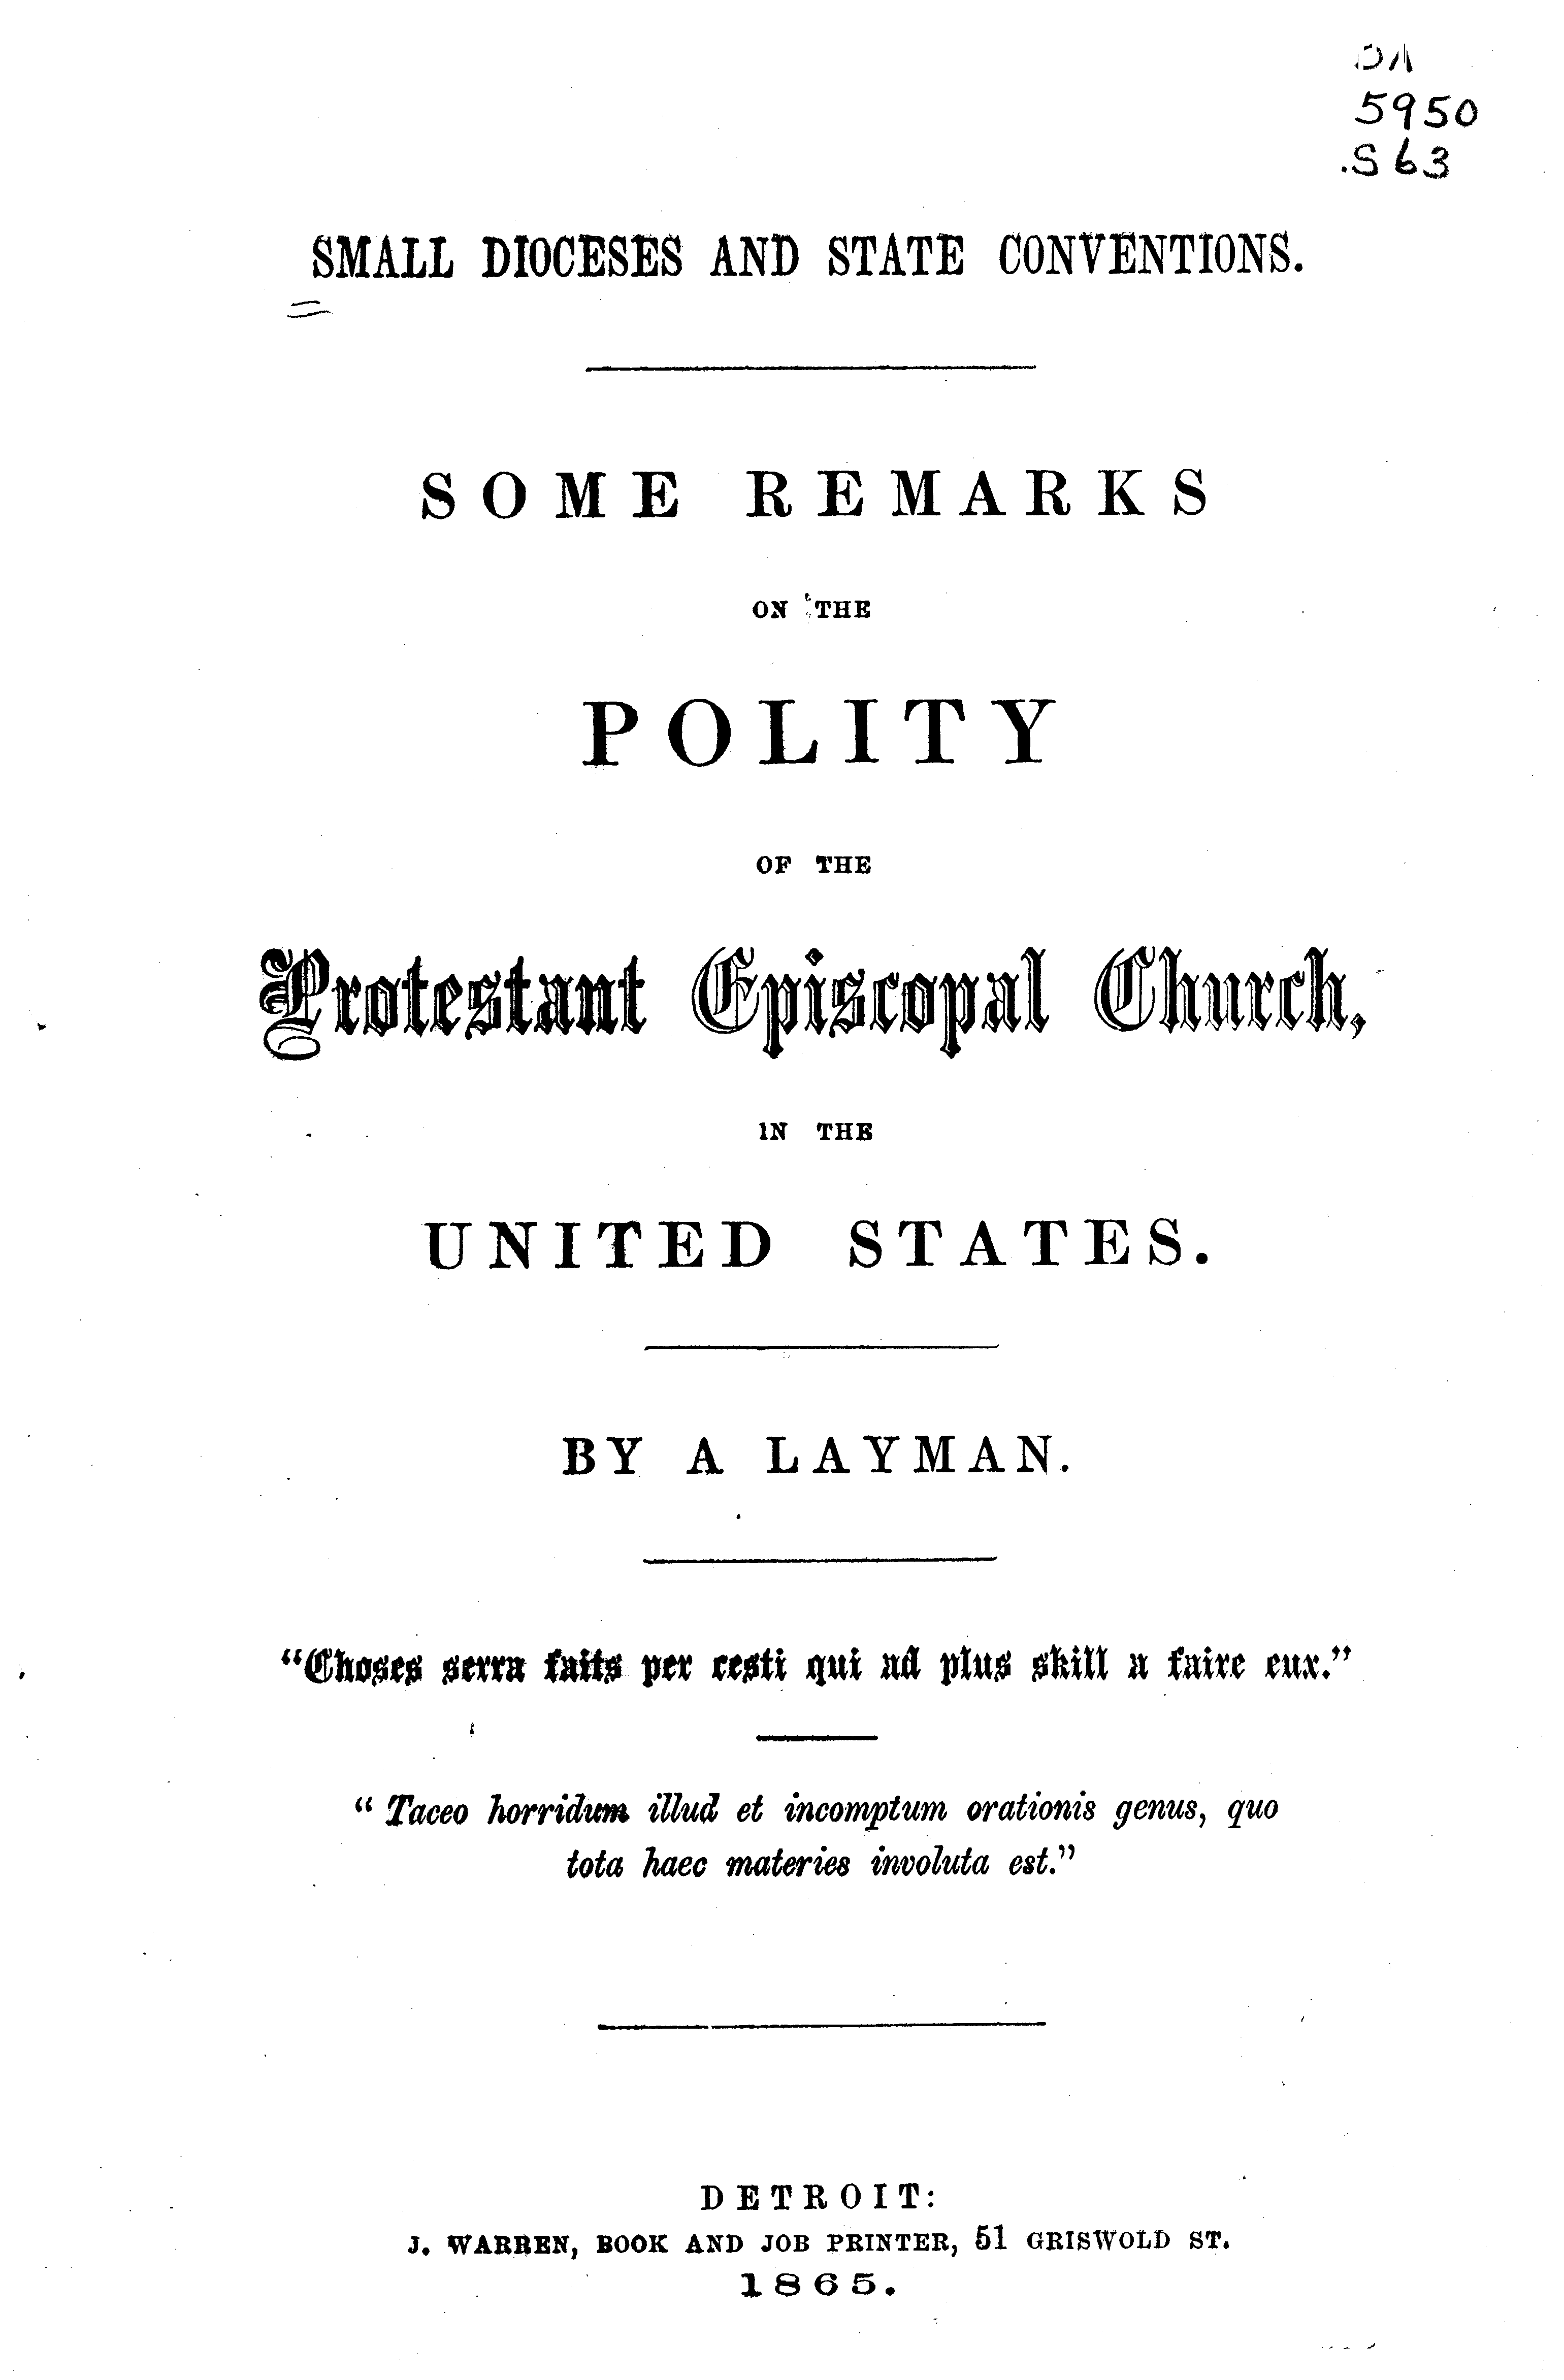 5950
.S63
SMALL DIOCESES AND STATE CONVENTIONS.
SOME REMARKS
ON THE
POLITY
OF THE
Protestant Episcopal Church,
IN THE
UNITED STATES.
BY A LAYMAN.
"Choses serra faits per cesti qui ad plus skill a faire eux."
"Taceo horridum illud et incomptum orationis genus, quo
tota haec materies involuta est."
DETROIT:
J. WARREN, BOOK AND JOB PRINTER, 51 GRISWOLD ST.
1865.